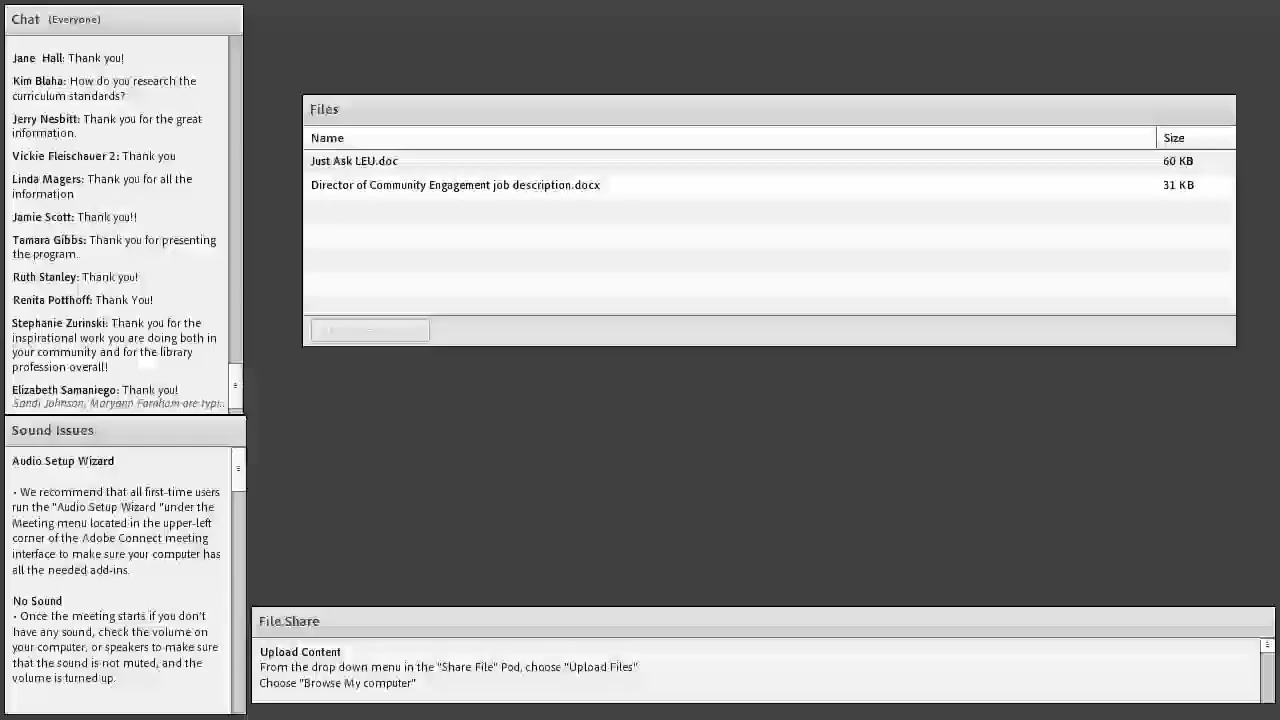 Chat (Everyone)
Jane Hall: Thank you!
Kim Blaha: How do you research the
curriculum standards?
Jerry Nesbitt: Thank you for the great
information.
Vickie Fleischauer 2: Thank you
Linda Magers: Thank you for all the
information
Jamie Scott: Thank you!!
Tamara Gibbs: Thank you for presenting
the program..
Ruth Stanley: Thank you!
Renita Potthoff: Thank You!
Stephanie Zurinski: Thank you for the
inspirational work you are doing both in
your community and for the library
profession overall!
Elizabeth Samaniego: Thank you!
Sandi Johnson, Maryann Farnham are typi...
Sound Issues
Audio Setup Wizard
• We recommend that all first-time users
run the "Audio Setup Wizard "under the
Meeting menu located in the upper-left
corner of the Adobe Connect meeting
interface to make sure your computer has
all the needed add-ins.
No Sound
• Once the meeting starts if you don't
have any sound, check the volume on
your computer, or speakers to make sure
that the sound is not muted, and the
volume is turned up.
Files
Name Size
Just Ask LEU.doc 60 KB
Director of Community Engagement job description.docx 31 KB
File Share
Upload Content
From the drop down menu in the "Share File" Pod, choose "Upload Files"
Choose "Browse My computer"